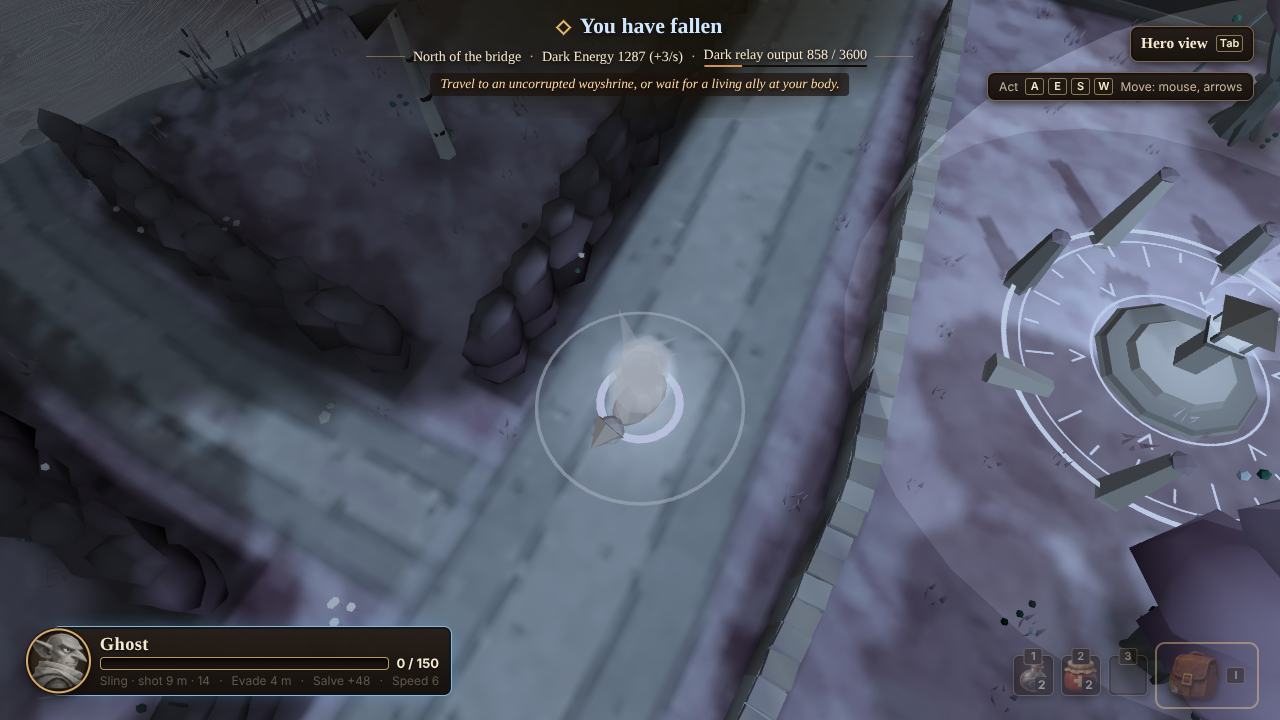 You have fallen
North of the bridge · Dark Energy 1287 (+3/s) · Dark relay output 858 / 3600
Travel to an uncorrupted wayshrine, or wait for a living ally at your body.
Hero view Tab
Act A E S W Move: mouse, arrows
Ghost
0 / 150
Sling · shot 9 m · 14 · Evade 4 m · Salve +48 · Speed 6
1 2 3
2 2 I